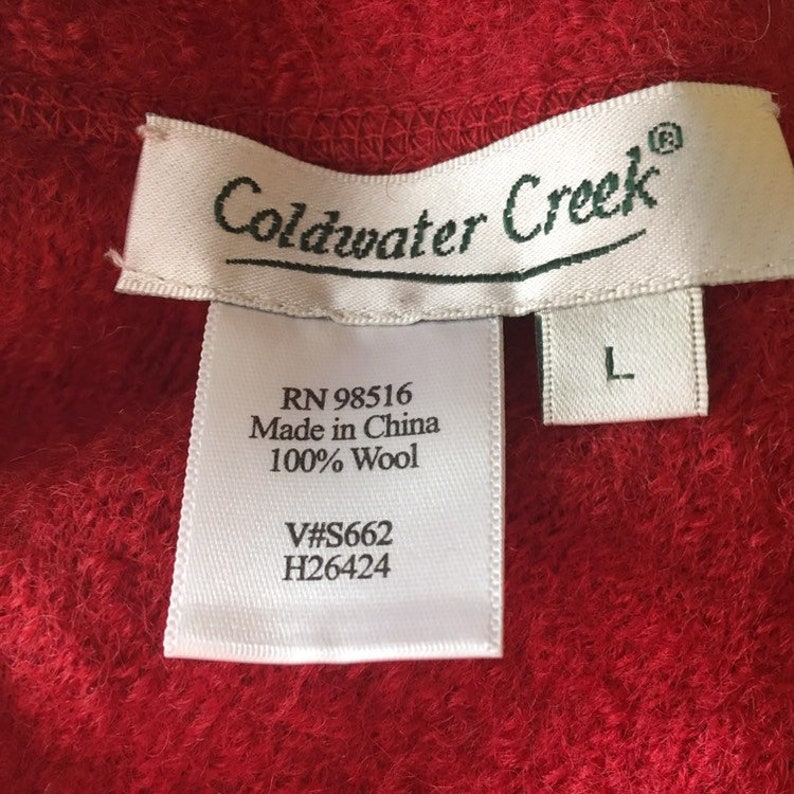 Coldwater Creek®
L
RN 98516
Made in China
100% Wool
V#S662
H26424